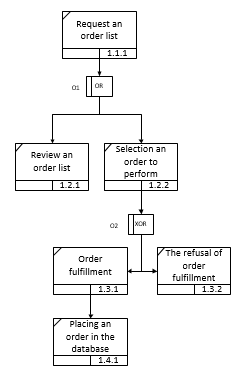 Request an
order list
1.1.1
O1
OR
Review an
order list
1.2.1
Selection an
order to
perform
1.2.2
O2
XOR
Order
fulfillment
1.3.1
The refusal of
order
fulfillment
1.3.2
Placing an
order in the
database
1.4.1